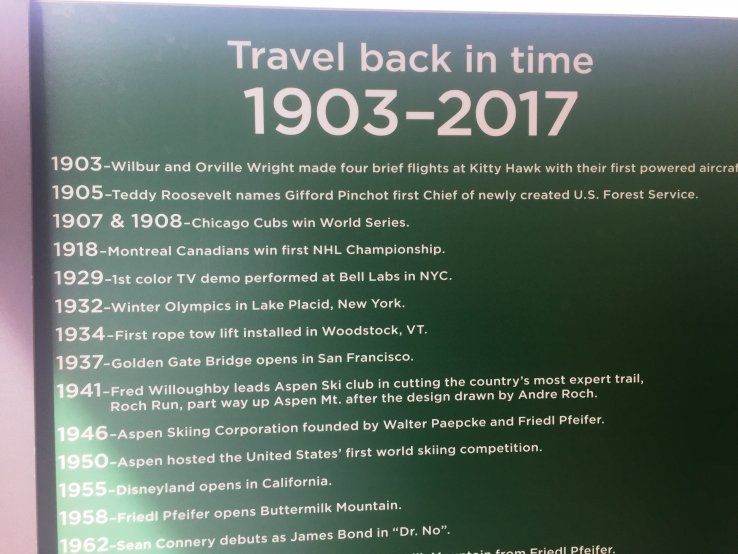 Travel back in time
1903–2017
1903–Wilbur and Orville Wright made four brief flights at Kitty Hawk with their first powered
1905–Teddy Roosevelt names Gifford Pinchot first Chief of newly created U.S. Forest Service.
1907 & 1908–Chicago Cubs win World Series.
1918–Montreal Canadians win first NHL Championship.
1929–1st color TV demo performed at Bell Labs in NYC.
1932–Winter Olympics in Lake Placid, New York.
1934–First rope tow lift installed in Woodstock, VT.
1937–Golden Gate Bridge opens in San Francisco.
1941–Fred Willoughby leads Aspen Ski club in cutting the country's most expert trail,
Roch Run, part way up Aspen Mt. after the design drawn by Andre Roch.
1946–Aspen Skiing Corporation founded by Walter Paepcke and Friedl Pfeifer.
1950–Aspen hosted the United States' first world skiing competition.
1955–Disneyland opens in California.
1958–Friedl Pfeifer opens Buttermilk Mountain.
1962–Sean Connery debuts as James Bond in "Dr. No".
Mountain from Friedl Pfeifer.